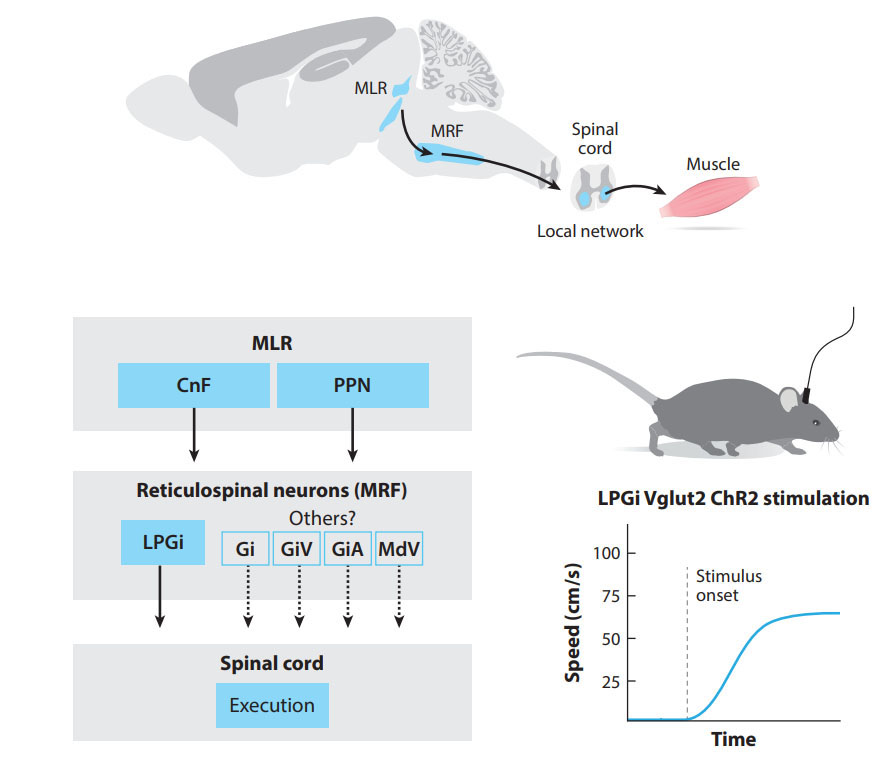 MLR
MRF
Spinal
cord
Muscle
Local network
MLR
CnF
PPN
Reticulospinal neurons (MRF)
Others?
LPGi
Gi
GiV
GiA
MdV
Spinal cord
Execution
LPGi Vglut2 ChR2 stimulation
Speed (cm/s)
100
75
50
25
Stimulus
onset
Time